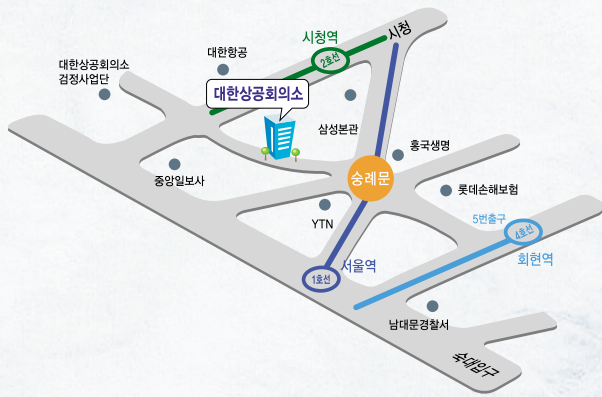 시청
시청역
2호선
대한항공
대한상공회의소
검정사업단
대한상공회의소
삼성본관
흥국생명
중앙일보사
숭례문
롯데손해보험
YTN
5번출구
4호선
회현역
서울역
1호선
남대문경찰서
숙대입구